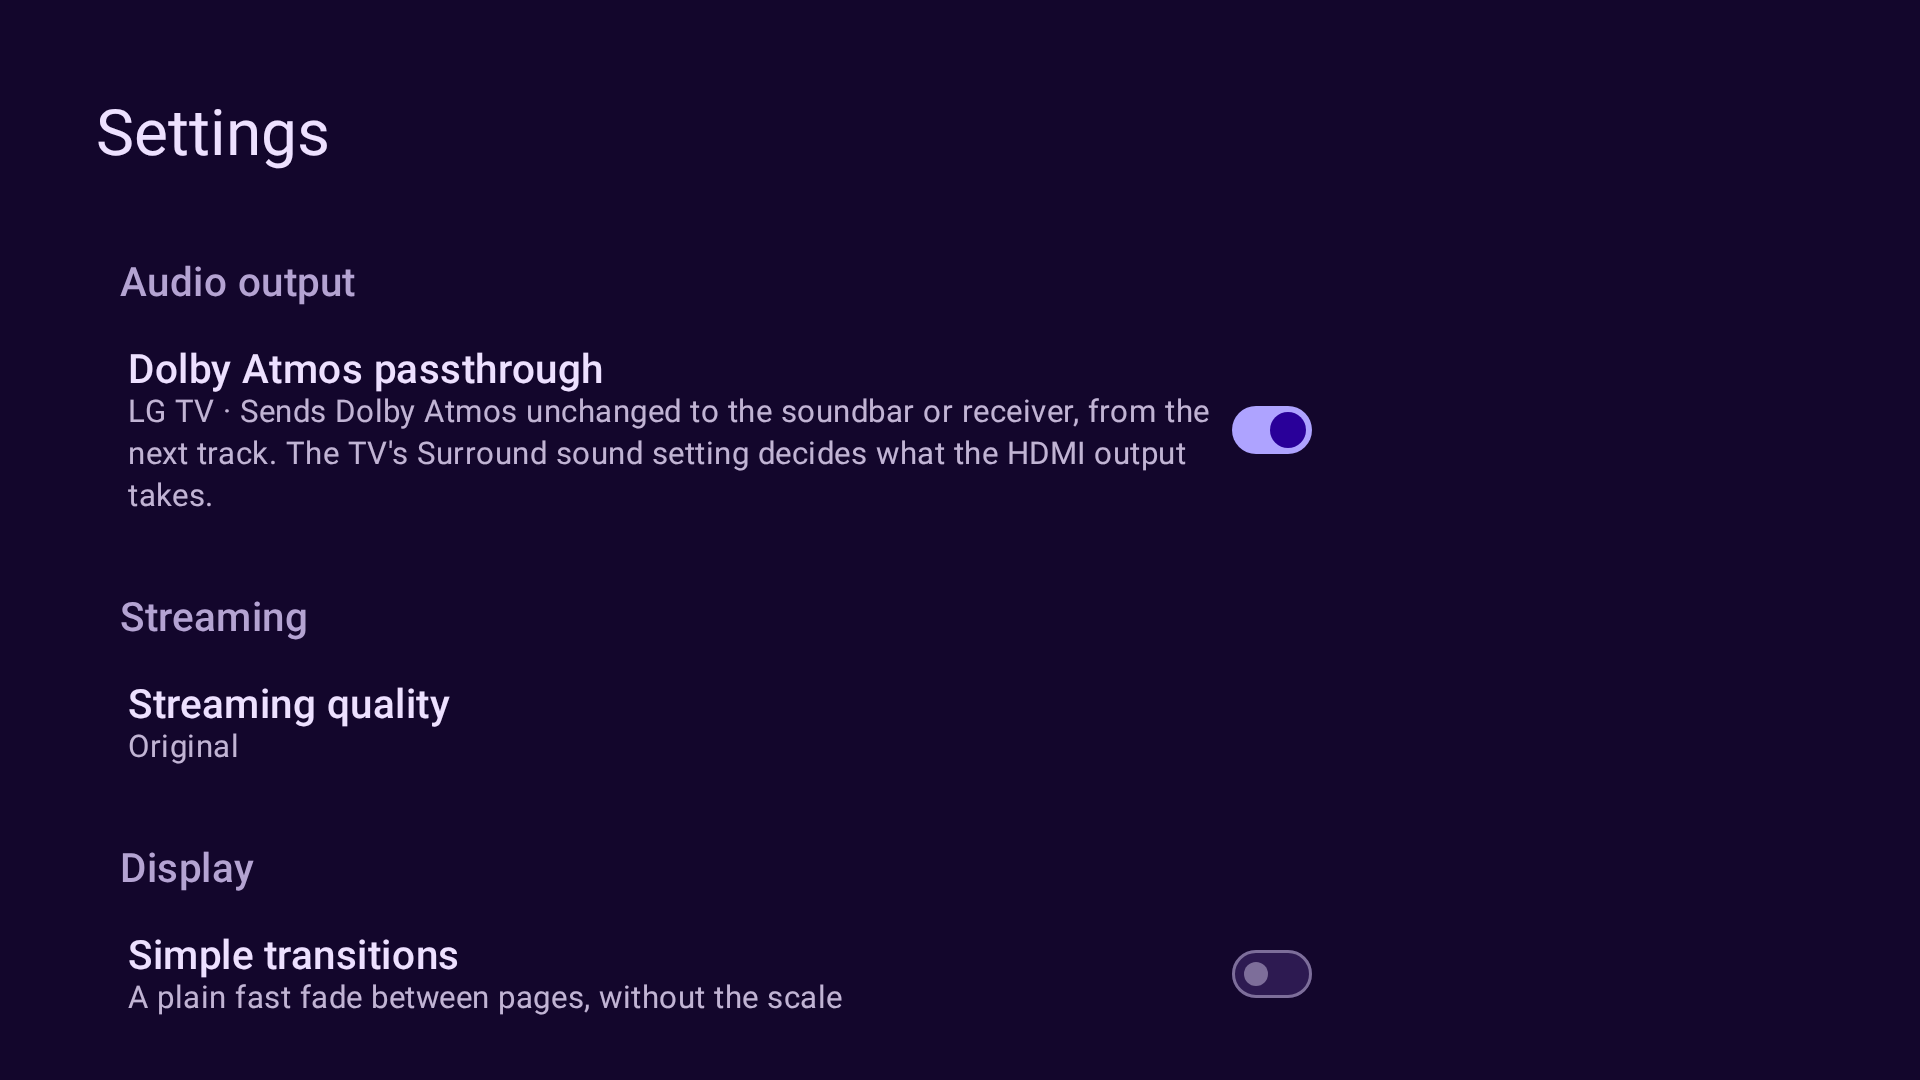 Settings
Audio output
Dolby Atmos passthrough
LG TV · Sends Dolby Atmos unchanged to the soundbar or receiver, from the
next track. The TV's Surround sound setting decides what the HDMI output
takes.
Streaming
Streaming quality
Original
Display
Simple transitions
A plain fast fade between pages, without the scale